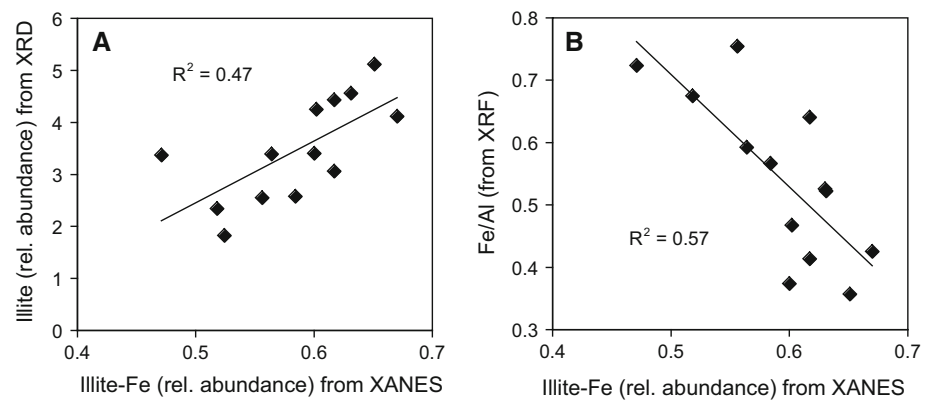 A
R² = 0.47
Illite (rel. abundance) from XRD
6
5
4
3
2
1
0
0.4 0.5 0.6 0.7
Illite-Fe (rel. abundance) from XANES
B
R² = 0.57
Fe/Al (from XRF)
0.8
0.7
0.6
0.5
0.4
0.3
0.4 0.5 0.6 0.7
Illite-Fe (rel. abundance) from XANES